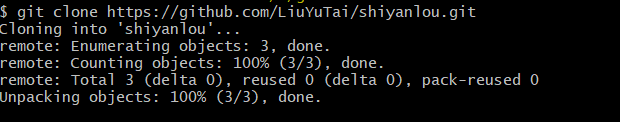 $ git clone https://github.com/LiuYuTai/shiyanlou.git
Cloning into 'shiyanlou'...
remote: Enumerating objects: 3, done.
remote: Counting objects: 100% (3/3), done.
remote: Total 3 (delta 0), reused 0 (delta 0), pack-reused 0
Unpacking objects: 100% (3/3), done.